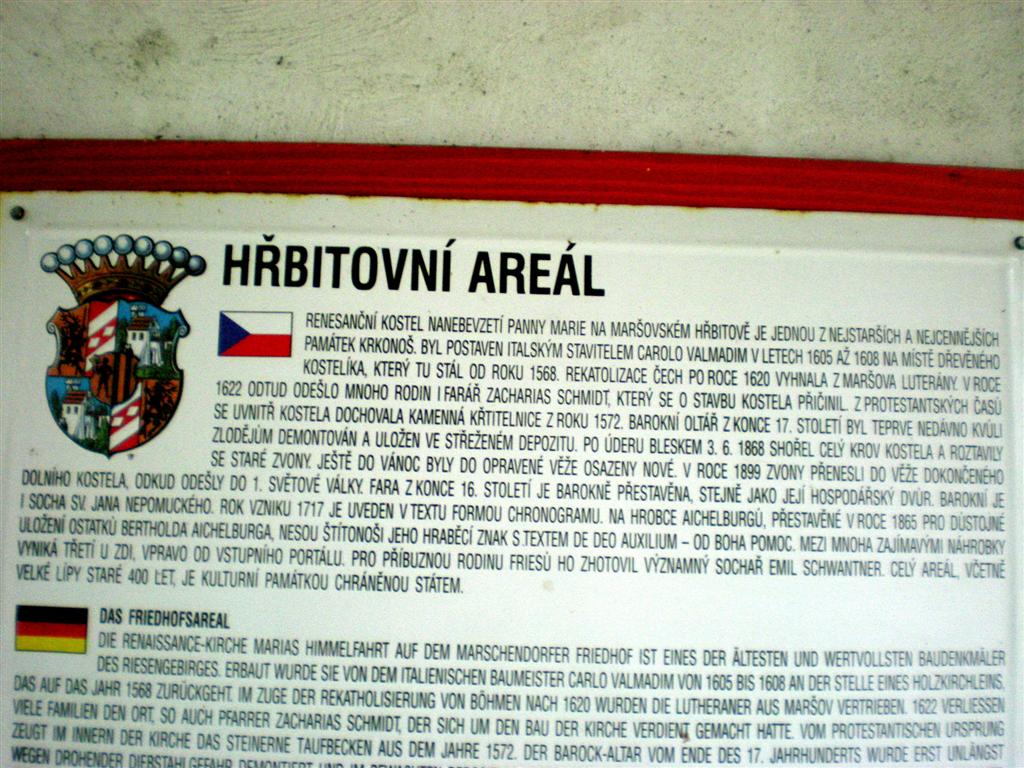 HŘBITOVNÍ AREÁL
RENESANČNÍ KOSTEL NANEBEVZETÍ PANNY MARIE NA MARŠOVSKÉM HŘBITOVĚ JE JEDNOU Z NEJSTARŠÍCH A NEJCENNĚJŠÍCH
PAMÁTEK KRKONOŠ. BYL POSTAVEN ITALSKÝM STAVITELEM CAROLO VALMADIM V LETECH 1605 AŽ 1608 NA MÍSTĚ DŘEVĚNÉHO
KOSTELÍKA, KTERÝ TU STÁL OD ROKU 1568. REKATOLIZACE ČECH PO ROCE 1620 VYHNALA Z MARŠOVA LUTERÁNY. V ROCE
1622 ODTUD ODEŠLO MNOHO RODIN I FARÁŘ ZACHARIAS SCHMIDT, KTERÝ SE O STAVBU KOSTELA PŘIČINIL. Z PROTESTANTSKÝCH ČASŮ
SE UVNITŘ KOSTELA DOCHOVALA KAMENNÁ KŘTITELNICE Z ROKU 1572. BAROKNÍ OLTÁŘ Z KONCE 17. STOLETÍ BYL TEPRVE NEDÁVNO KVŮLI
ZLODĚJŮM DEMONTOVÁN A ULOŽEN VE STŘEŽENÉM DEPOZITU. PO ÚDERU BLESKEM 3. 6. 1868 SHOŘEL CELÝ KROV KOSTELA A ROZTAVILY
SE STARÉ ZVONY. JEŠTĚ DO VÁNOC BYLY DO OPRAVENÉ VĚŽE OSAZENY NOVÉ. V ROCE 1899 ZVONY PŘENESLI DO VĚŽE DOKONČENÉHO
DOLNÍHO KOSTELA, ODKUD ODEŠLY DO 1. SVĚTOVÉ VÁLKY. FARA Z KONCE 16. STOLETÍ JE BAROKNĚ PŘESTAVĚNA, STEJNĚ JAKO JEJÍ HOSPODÁŘSKÝ DVŮR. BAROKNÍ JE
I SOCHA SV. JANA NEPOMUCKÉHO. ROK VZNIKU 1717 JE UVEDEN V TEXTU FORMOU CHRONOGRAMU. NA HROBCE AICHELBURGŮ, PŘESTAVĚNÉ V ROCE 1865 PRO DŮSTOJNÉ
ULOŽENÍ OSTATKŮ BERTHOLDA AICHELBURGA, NESOU ŠTÍTONOŠI JEHO HRABĚCÍ ZNAK S TEXTEM DE DEO AUXILIUM – OD BOHA POMOC. MEZI MNOHA ZAJÍMAVÝMI NÁHROBKY
VYNIKÁ TŘETÍ U ZDI, VPRAVO OD VSTUPNÍHO PORTÁLU. PRO PŘÍBUZNOU RODINU FRIESŮ HO ZHOTOVIL VÝZNAMNÝ SOCHAŘ EMIL SCHWANTNER. CELÝ AREÁL, VČETNĚ
VELKÉ LÍPY STARÉ 400 LET, JE KULTURNÍ PAMÁTKOU CHRÁNĚNOU STÁTEM.
DAS FRIEDHOFSAREAL
DIE RENAISSANCE-KIRCHE MARIAS HIMMELFAHRT AUF DEM MARSCHENDORFER FRIEDHOF IST EINES DER ÄLTESTEN UND WERTVOLLSTEN BAUDENKMÄLER
DES RIESENGEBIRGES. ERBAUT WURDE SIE VON DEM ITALIENISCHEN BAUMEISTER CARLO VALMADIM VON 1605 BIS 1608 AN DER STELLE EINES HOLZKIRCHLEINS,
DAS AUF DAS JAHR 1568 ZURÜCKGEHT. IM ZUGE DER REKATHOLISIERUNG VON BÖHMEN NACH 1620 WURDEN DIE LUTHERANER AUS MARŠOV VERTRIEBEN. 1622 VERLIESSEN
VIELE FAMILIEN DEN ORT, SO AUCH PFARRER ZACHARIAS SCHMIDT, DER SICH UM DEN BAU DER KIRCHE VERDIENT GEMACHT HATTE. VOM PROTESTANTISCHEN URSPRUNG
ZEUGT IM INNERN DER KIRCHE DAS STEINERNE TAUFBECKEN AUS DEM JAHRE 1572. DER BAROCK-ALTAR VOM ENDE DES 17. JAHRHUNDERTS WURDE ERST UNLÄNGST
WEGEN DROHENDER DIEBSTAHLGEFAHR DEMONTIERT UND IM